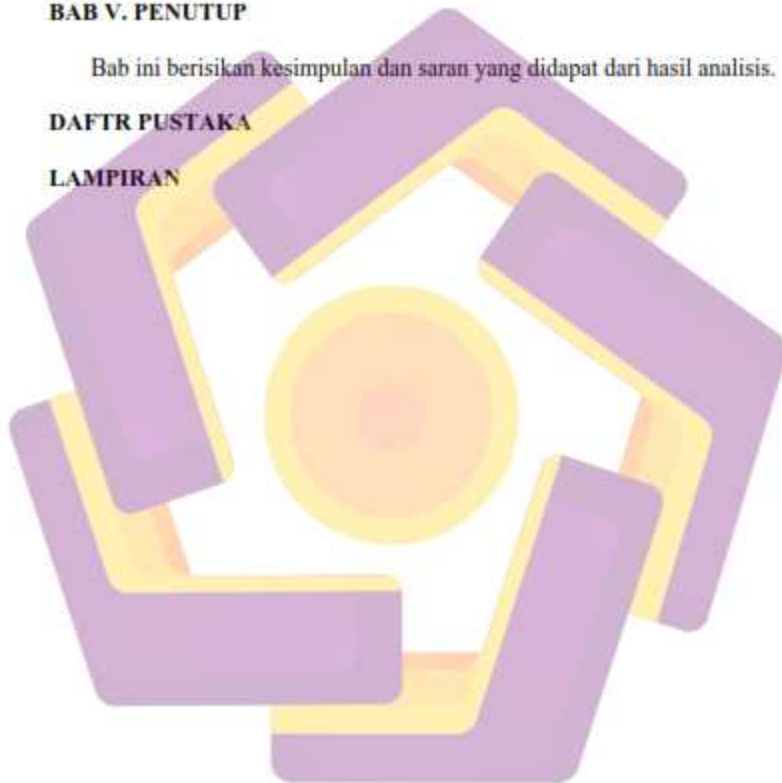 BAB V. PENUTUP
Bab ini berisikan kesimpulan dan saran yang didapat dari hasil analisis.
DAFTR PUSTAKA
LAMPIRAN